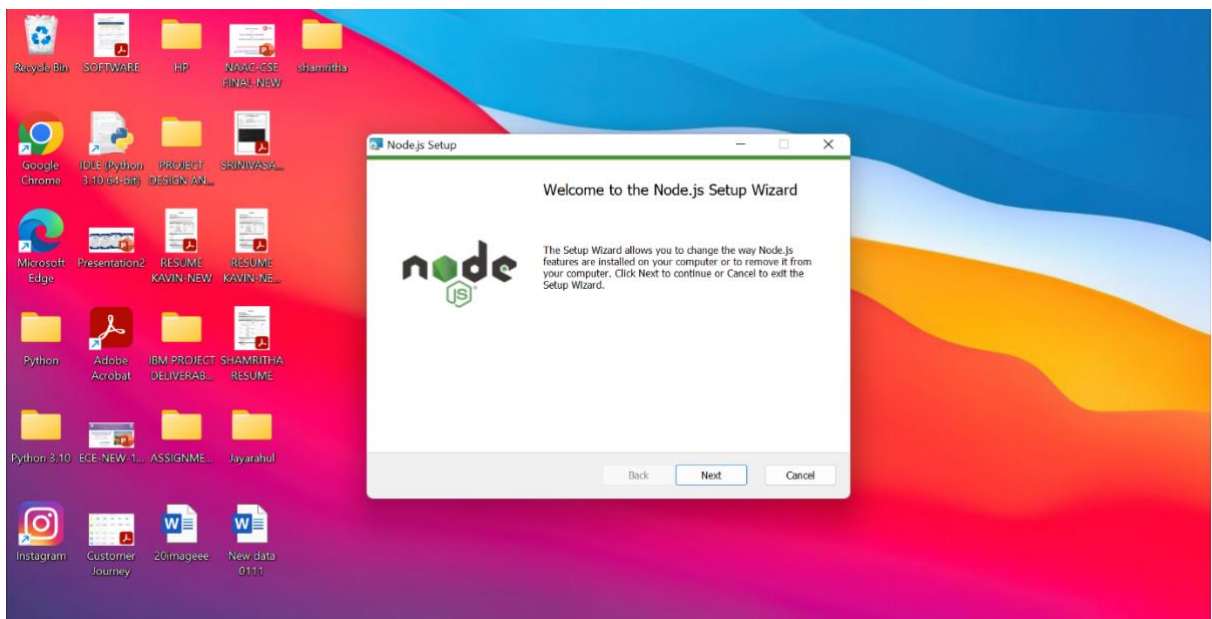 Recycle Bin
SOFTWARE
HP
NAAC-CSE
FINAL-NEW
shamritha
Google
Chrome
IDLE (Python
3.10 64-bit)
PROJECT
DESIGN AN...
SRINIVASA...
Microsoft
Edge
Presentation2
RESUME
KAVIN-NEW
RESUME
KAVIN-NE...
Python
Adobe
Acrobat
IBM PROJECT
DELIVERAB...
SHAMRITHA
RESUME
Python 3.10
ECE-NEW-1...
ASSIGNME...
Jayarahul
Instagram
Customer
Journey
20imageee
New data
0111
Node.js Setup
Welcome to the Node.js Setup Wizard
node
JS
The Setup Wizard allows you to change the way Node.js
features are installed on your computer or to remove it from
your computer. Click Next to continue or Cancel to exit the
Setup Wizard.
Back
Next
Cancel